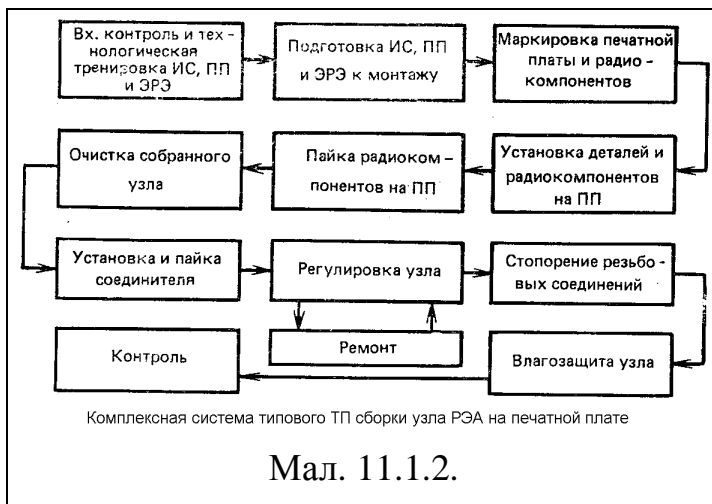 Вх. контроль и тех -
нологическая
тренировка ИС, ПП
и ЭРЭ
Подготовка ИС, ПП
и ЭРЭ к монтажу
Маркировка печатной
платы и радио -
компонентов
Установка деталей и
радиокомпонентов
на ПП
Пайка радиоком -
понентов на ПП
Очистка собранного
узла
Установка и пайка
соединителя
Регулировка узла
Стопорение резьбо -
вых соединений
Ремонт
Влагозащита узла
Контроль
Комплексная система типового ТП сборки узла РЭА на печатной плате
Мал. 11.1.2.